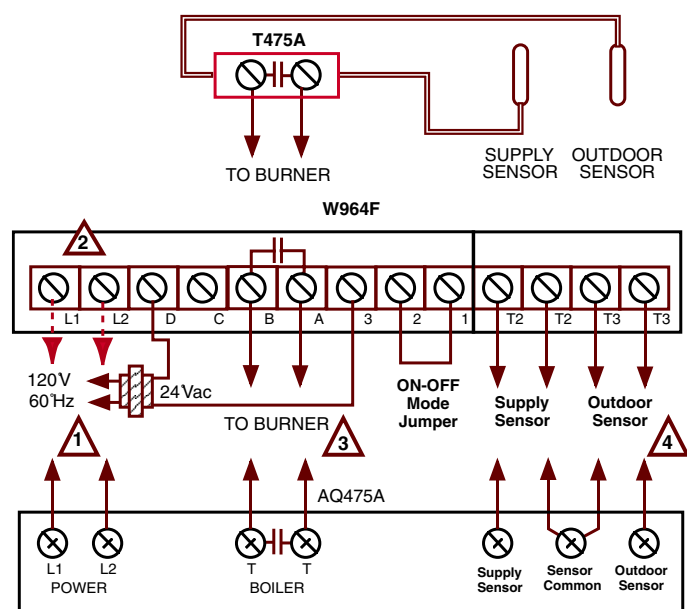 T475A
TO BURNER
SUPPLY SENSOR
OUTDOOR SENSOR
W964F
2
L1 L2 D C B A 3 2 1 T2 T2 T3 T3
120V
60Hz
24Vac
TO BURNER
ON-OFF
Mode
Jumper
Supply
Sensor
Outdoor
Sensor
1
3
4
AQ475A
L1 L2
POWER
T T
BOILER
Supply
Sensor
Sensor
Common
Outdoor
Sensor